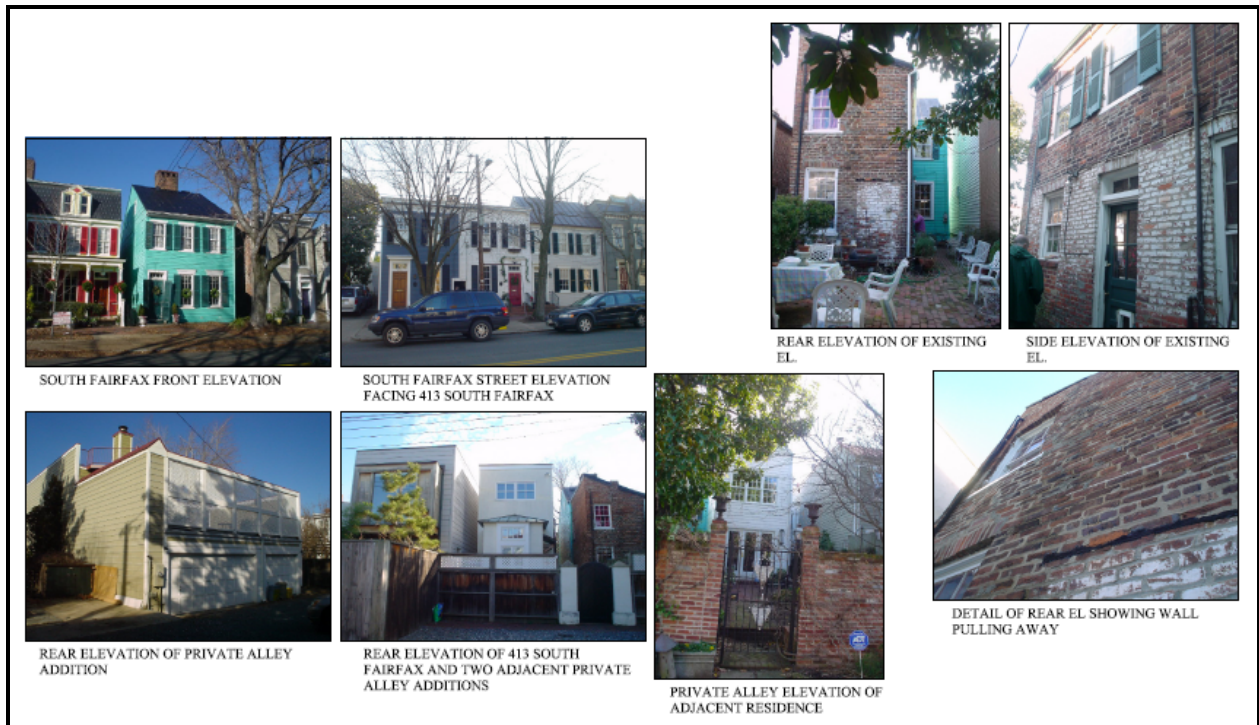 REAR ELEVATION OF EXISTING
EL.
SIDE ELEVATION OF EXISTING
EL.
SOUTH FAIRFAX FRONT ELEVATION
SOUTH FAIRFAX STREET ELEVATION
FACING 413 SOUTH FAIRFAX
REAR ELEVATION OF PRIVATE ALLEY
ADDITION
REAR ELEVATION OF 413 SOUTH
FAIRFAX AND TWO ADJACENT PRIVATE
ALLEY ADDITIONS
PRIVATE ALLEY ELEVATION OF
ADJACENT RESIDENCE
ADT
DETAIL OF REAR EL SHOWING WALL
PULLING AWAY